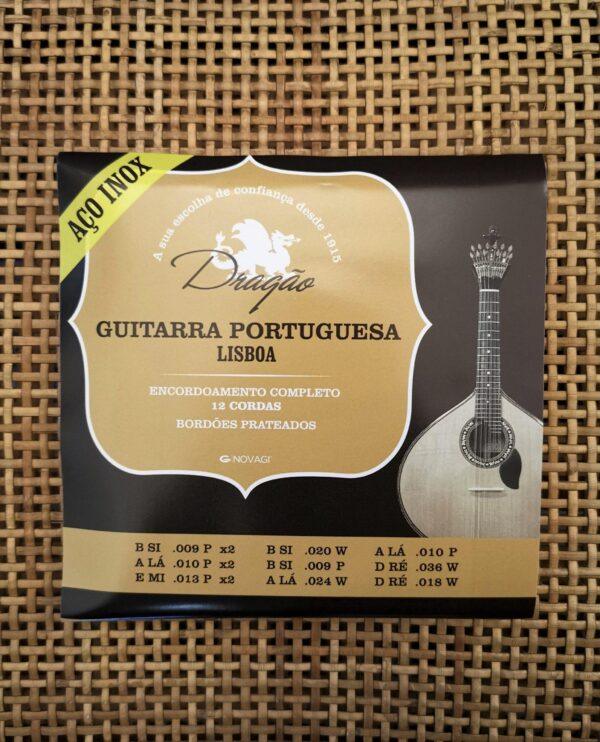 AÇO INOX
A sua escolha de confiança desde 1915
Dragão
GUITARRA PORTUGUESA
LISBOA
ENCORDOAMENTO COMPLETO
12 CORDAS
BORDÕES PRATEADOS
G NOVAGI
B SI .009 P x2 B SI .020 W A LÁ .010 P
A LÁ .010 P x2 B SI .009 P D RÉ .036 W
E MI .013 P x2 A LÁ .024 W D RÉ .018 W